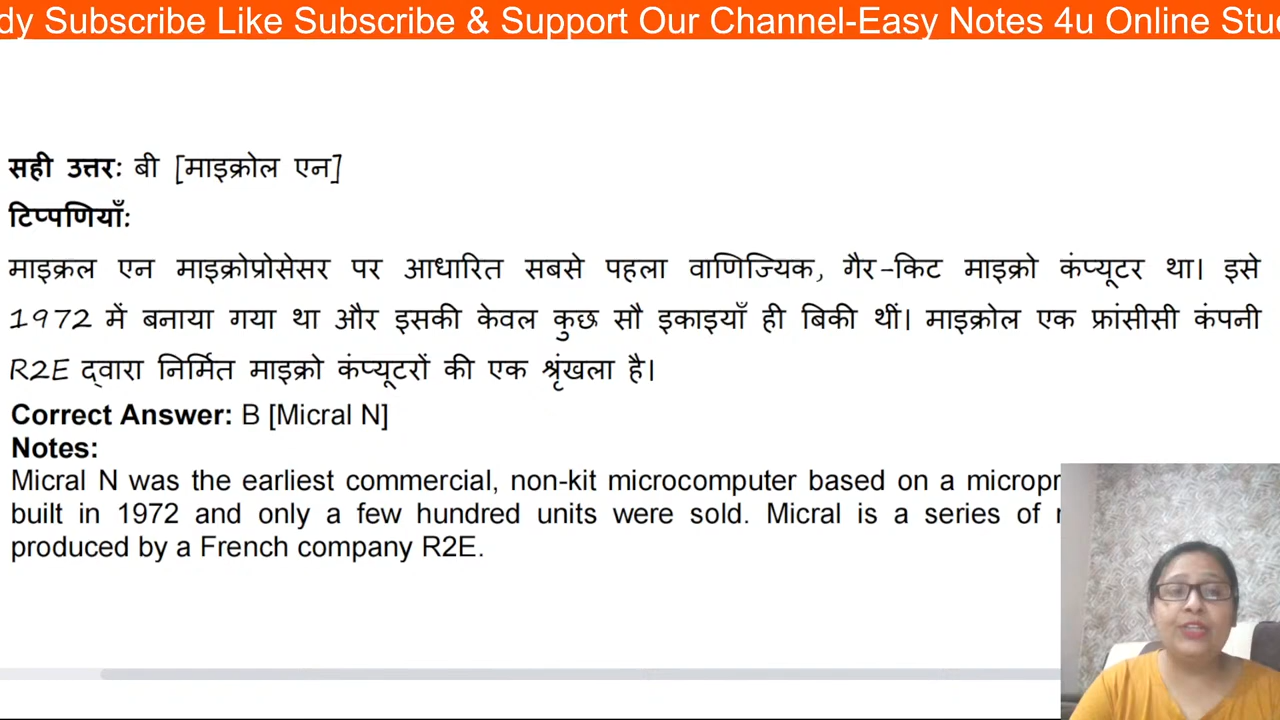 Subscribe Like Subscribe & Support Our Channel-Easy Notes 4u Online
सही उत्तर: बी [माइक्रोल एन]
टिप्पणियाँ:
माइक्रल एन माइक्रोप्रोसेसर पर आधारित सबसे पहला वाणिज्यिक, गैर-किट माइक्रो कंप्यूटर था। इसे
1972 में बनाया गया था और इसकी केवल कुछ सौ इकाइयाँ ही बिकी थीं। माइक्रोल एक फ्रांसीसी कंपनी
R2E द्वारा निर्मित माइक्रो कंप्यूटरों की एक श्रृंखला है।
Correct Answer: B [Micral N]
Notes:
Micral N was the earliest commercial, non-kit microcomputer based on a
built in 1972 and only a few hundred units were sold. Micral is a series of
produced by a French company R2E.